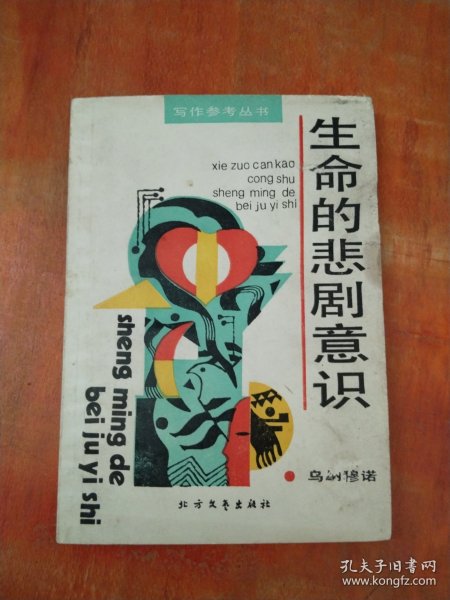 写作参考丛书
xie zuo can kao
cong shu
sheng ming de
bei ju yi shi
生命的悲剧意识
sheng ming de
bei ju yi shi
乌纳穆诺
北方文艺出版社
孔夫子旧书网
www.kongfz.com